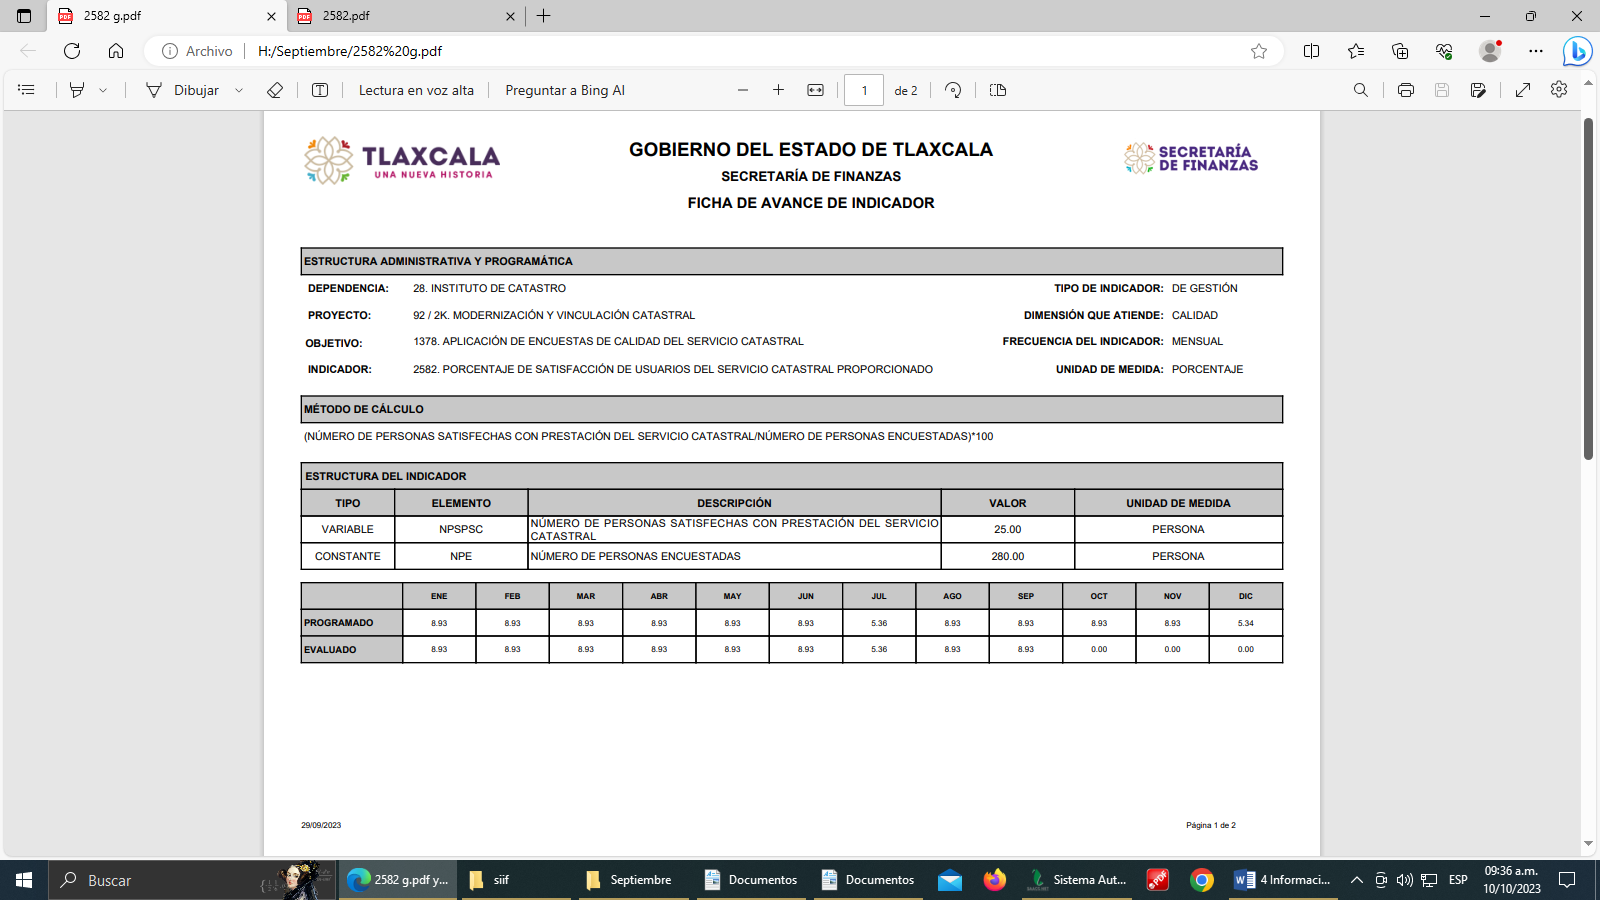 2582 g.pdf
2582.pdf
Archivo
H:/Septiembre/2582%20g.pdf
Dibujar
Lectura en voz alta
Preguntar a Bing AI
1
de 2
TLAXCALA
UNA NUEVA HISTORIA
GOBIERNO DEL ESTADO DE TLAXCALA
SECRETARÍA DE FINANZAS
FICHA DE AVANCE DE INDICADOR
SECRETARÍA
DE FINANZAS
ESTRUCTURA ADMINISTRATIVA Y PROGRAMÁTICA
DEPENDENCIA: 28. INSTITUTO DE CATASTRO TIPO DE INDICADOR: DE GESTIÓN
PROYECTO: 92 / 2K. MODERNIZACIÓN Y VINCULACIÓN CATASTRAL DIMENSIÓN QUE ATIENDE: CALIDAD
OBJETIVO: 1378. APLICACIÓN DE ENCUESTAS DE CALIDAD DEL SERVICIO CATASTRAL FRECUENCIA DEL INDICADOR: MENSUAL
INDICADOR: 2582. PORCENTAJE DE SATISFACCIÓN DE USUARIOS DEL SERVICIO CATASTRAL PROPORCIONADO UNIDAD DE MEDIDA: PORCENTAJE
MÉTODO DE CÁLCULO
(NÚMERO DE PERSONAS SATISFECHAS CON PRESTACIÓN DEL SERVICIO CATASTRAL/NÚMERO DE PERSONAS ENCUESTADAS)*100
ESTRUCTURA DEL INDICADOR
TIPO ELEMENTO DESCRIPCIÓN VALOR UNIDAD DE MEDIDA
VARIABLE NPSPSC NÚMERO DE PERSONAS SATISFECHAS CON PRESTACIÓN DEL SERVICIO CATASTRAL 25.00 PERSONA
CONSTANTE NPE NÚMERO DE PERSONAS ENCUESTADAS 280.00 PERSONA
ENE FEB MAR ABR MAY JUN JUL AGO SEP OCT NOV DIC
PROGRAMADO 8.93 8.93 8.93 8.93 8.93 8.93 5.36 8.93 8.93 8.93 8.93 5.34
EVALUADO 8.93 8.93 8.93 8.93 8.93 8.93 5.36 8.93 8.93 0.00 0.00 0.00
29/09/2023
Página 1 de 2
Buscar
2582 g.pdf y...
siif
Septiembre
Documentos
Documentos
Sistema Aut...
4 Informaci...
ESP
09:36 a.m.
10/10/2023